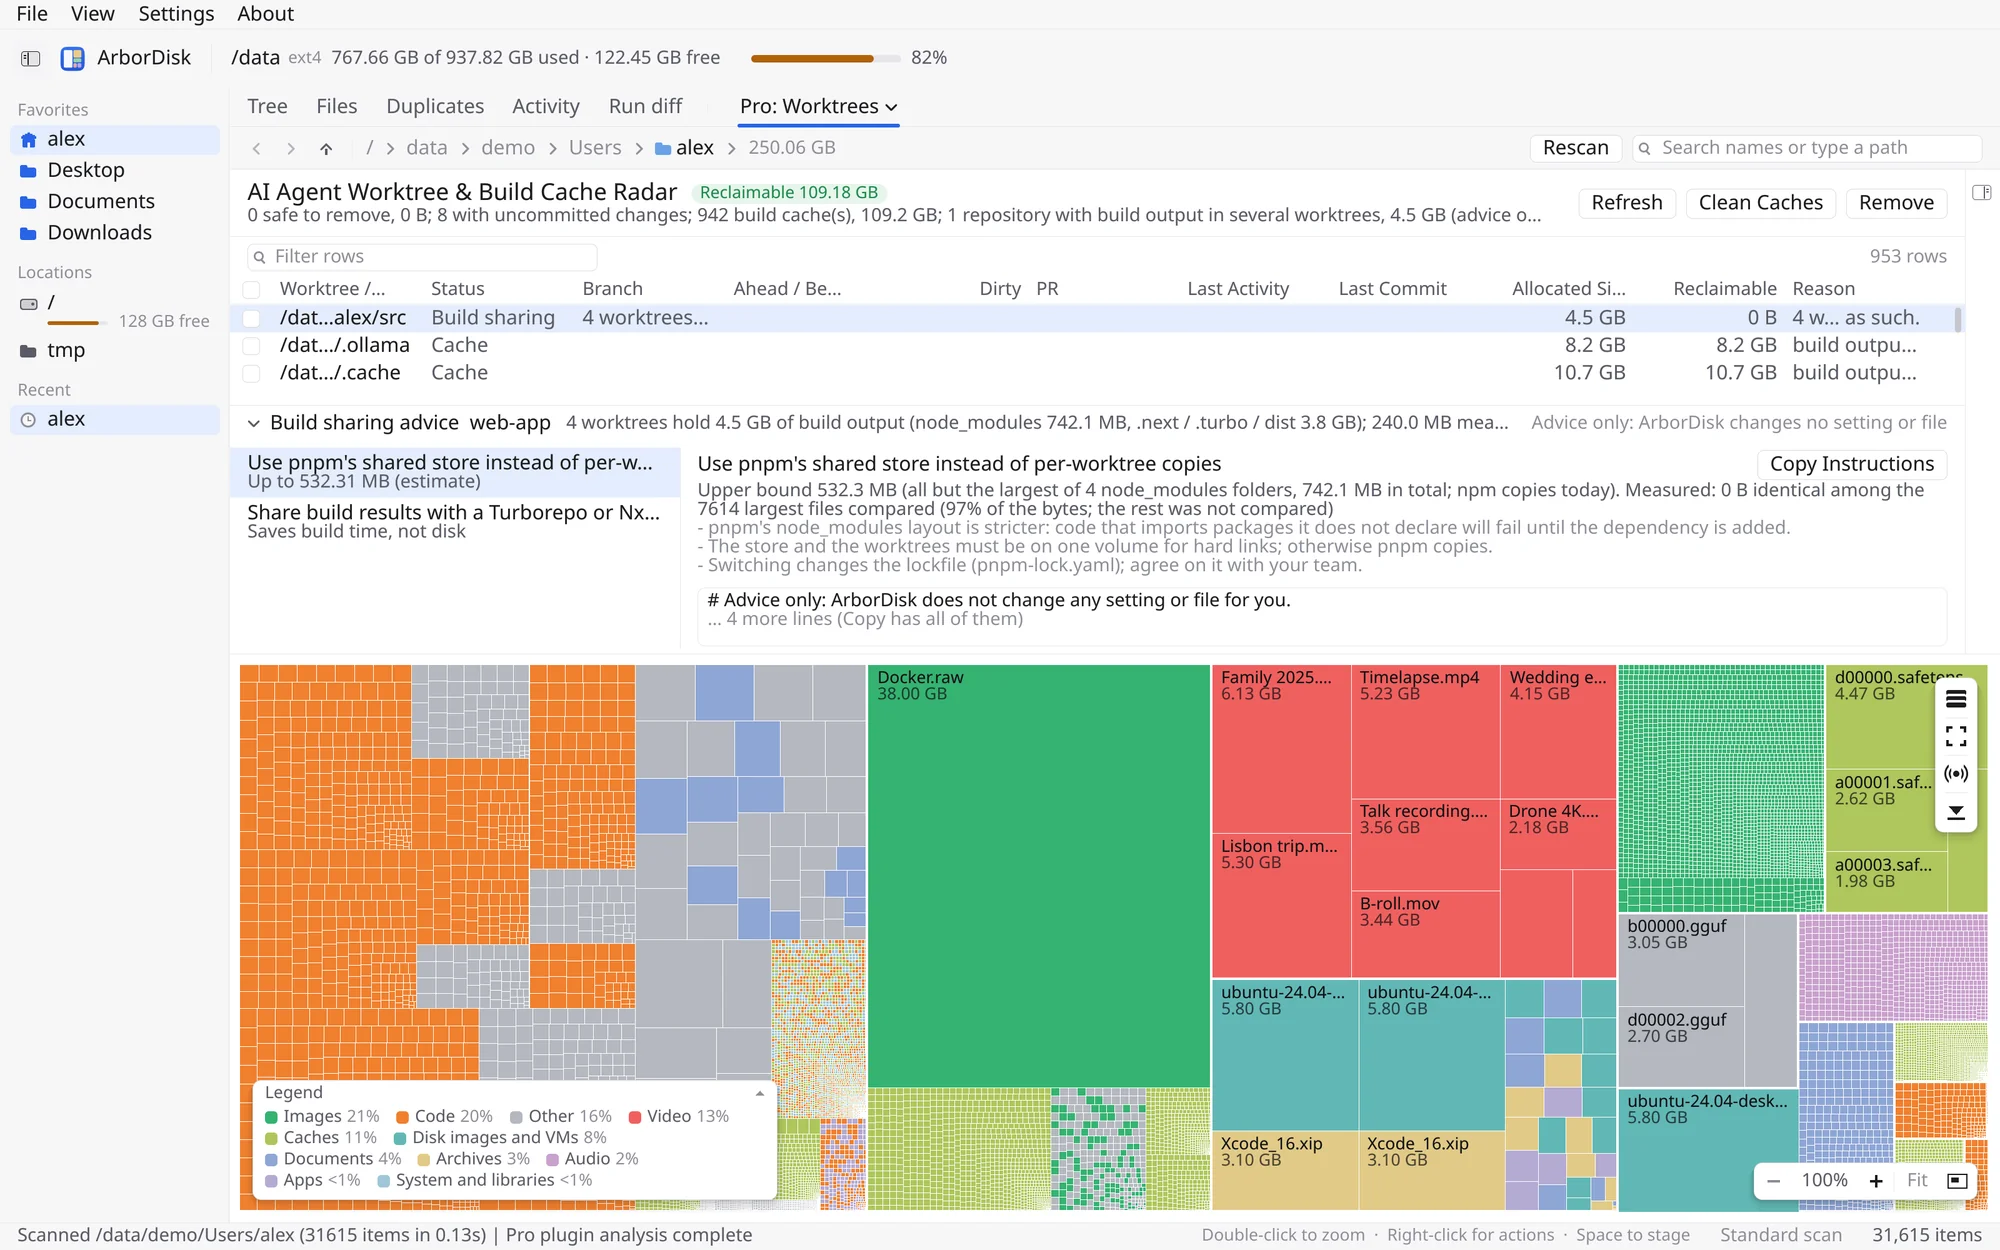 File View Settings About
ArborDisk /data ext4 767.66 GB of 937.82 GB used · 122.45 GB free 82%
Favorites
alex
Desktop
Documents
Downloads
Locations
/
128 GB free
tmp
Recent
alex
Tree Files Duplicates Activity Run diff Pro: Worktrees
/ > data > demo > Users > alex > 250.06 GB
Rescan Search names or type a path
AI Agent Worktree & Build Cache Radar Reclaimable 109.18 GB
0 safe to remove, 0 B; 8 with uncommitted changes; 942 build cache(s), 109.2 GB; 1 repository with build output in several worktrees, 4.5 GB (advice o...
Refresh Clean Caches Remove
Filter rows 953 rows
Worktree /... Status Branch Ahead / Be... Dirty PR Last Activity Last Commit Allocated Si... Reclaimable Reason
/dat...alex/src Build sharing 4 worktrees... 4.5 GB 0 B 4 w... as such.
/dat.../.ollama Cache 8.2 GB 8.2 GB build outpu...
/dat.../.cache Cache 10.7 GB 10.7 GB build outpu...
Build sharing advice web-app 4 worktrees hold 4.5 GB of build output (node_modules 742.1 MB, .next / .turbo / dist 3.8 GB); 240.0 MB mea... Advice only: ArborDisk changes no setting or file
Use pnpm's shared store instead of per-w...
Up to 532.31 MB (estimate)
Share build results with a Turborepo or Nx...
Saves build time, not disk
Use pnpm's shared store instead of per-worktree copies
Copy Instructions
Upper bound 532.3 MB (all but the largest of 4 node_modules folders, 742.1 MB in total; npm copies today). Measured: 0 B identical among the
7614 largest files compared (97% of the bytes; the rest was not compared)
- pnpm's node_modules layout is stricter: code that imports packages it does not declare will fail until the dependency is added.
- The store and the worktrees must be on one volume for hard links; otherwise pnpm copies.
- Switching changes the lockfile (pnpm-lock.yaml); agree on it with your team.
# Advice only: ArborDisk does not change any setting or file for you.
... 4 more lines (Copy has all of them)
Docker.raw
38.00 GB
Family 2025....
6.13 GB
Timelapse.mp4
5.23 GB
Wedding e...
4.15 GB
Lisbon trip.m...
5.30 GB
Talk recording....
3.56 GB
Drone 4K....
2.18 GB
B-roll.mov
3.44 GB
d00000.safetens
4.47 GB
a00001.saf...
2.62 GB
a00003.saf...
1.98 GB
b00000.gguf
3.05 GB
d00002.gguf
2.70 GB
ubuntu-24.04-...
5.80 GB
ubuntu-24.04-...
5.80 GB
ubuntu-24.04-desk...
5.80 GB
Xcode_16.xip
3.10 GB
Xcode_16.xip
3.10 GB
Legend
Images 21% Code 20% Other 16% Video 13%
Caches 11% Disk images and VMs 8%
Documents 4% Archives 3% Audio 2%
Apps <1% System and libraries <1%
− 100% + Fit
Scanned /data/demo/Users/alex (31615 items in 0.13s) | Pro plugin analysis complete
Double-click to zoom · Right-click for actions · Space to stage Standard scan 31,615 items